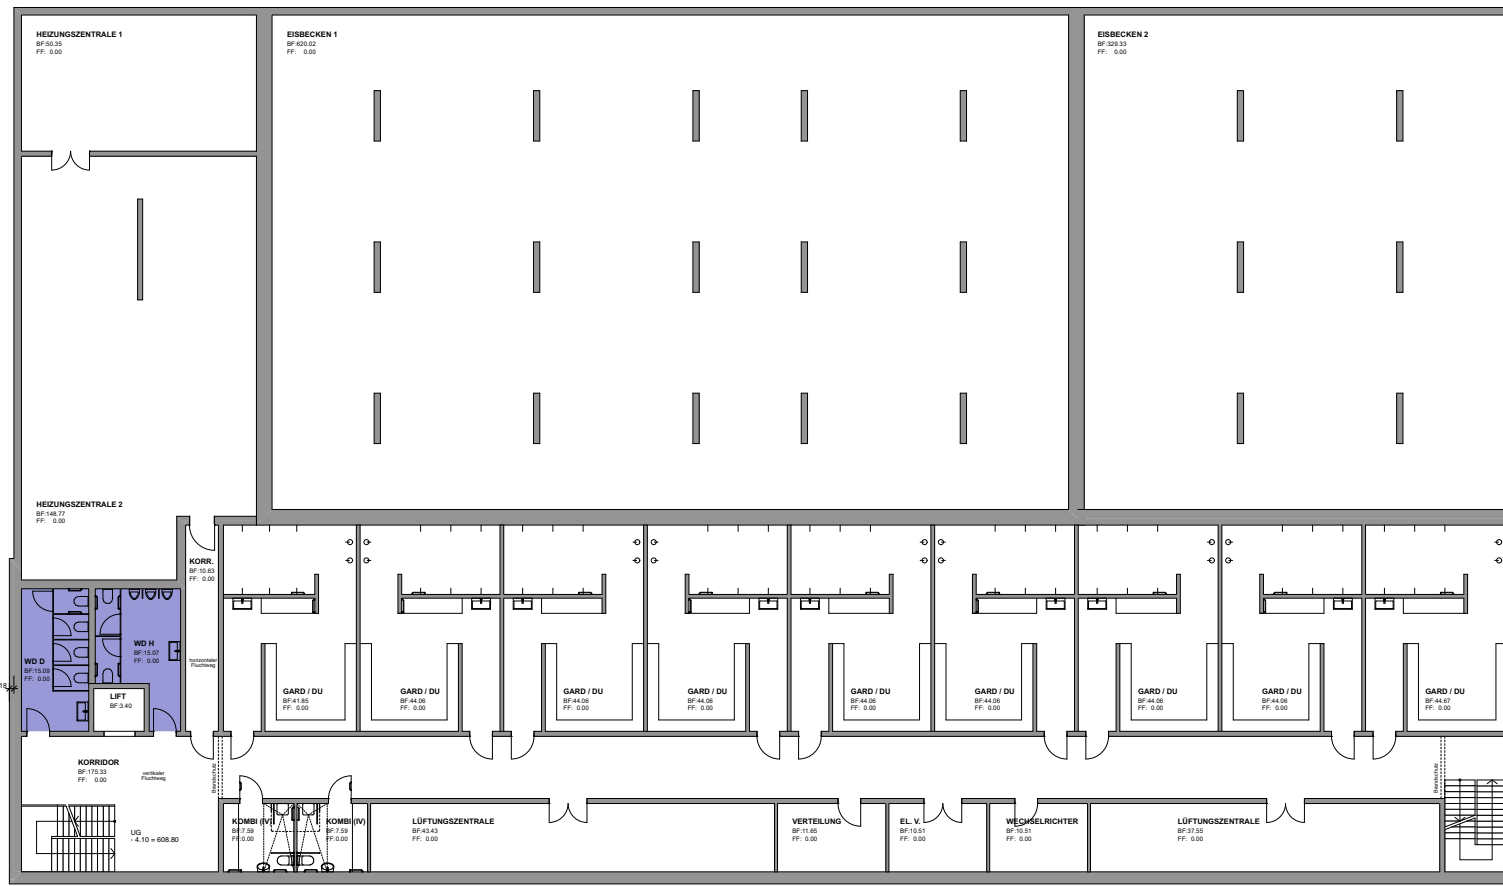 HEIZUNGSZENTRALE 1
BF:50.35
FF: 0.00
EISBECKEN 1
BF:620.02
FF: 0.00
EISBECKEN 2
BF:329.33
FF: 0.00
HEIZUNGSZENTRALE 2
BF:148.77
FF: 0.00
KORR.
BF:10.63
FF: 0.00
horizontaler
Fluchtweg
WD D
BF:15.09
FF: 0.00
WD H
BF:15.07
FF: 0.00
LIFT
BF:3.40
18
GARD / DU
BF:41.85
FF: 0.00
GARD / DU
BF:44.06
FF: 0.00
GARD / DU
BF:44.06
FF: 0.00
GARD / DU
BF:44.06
FF: 0.00
GARD / DU
BF:44.06
FF: 0.00
GARD / DU
BF:44.06
FF: 0.00
GARD / DU
BF:44.06
FF: 0.00
GARD / DU
BF:44.06
FF: 0.00
GARD / DU
BF:44.67
FF: 0.00
KORRIDOR
BF:175.33
FF: 0.00
vertikaler
Fluchtweg
Brandschutz
Brandschutz
UG
- 4.10 = 608.80
KOMBI (IV)
BF:7.59
FF:0.00
KOMBI (IV)
BF:7.59
FF:0.00
LÜFTUNGSZENTRALE
BF:43.43
FF: 0.00
VERTEILUNG
BF:11.65
FF: 0.00
EL. V.
BF:10.51
FF: 0.00
WECHSELRICHTER
BF:10.51
FF: 0.00
LÜFTUNGSZENTRALE
BF:37.55
FF: 0.00